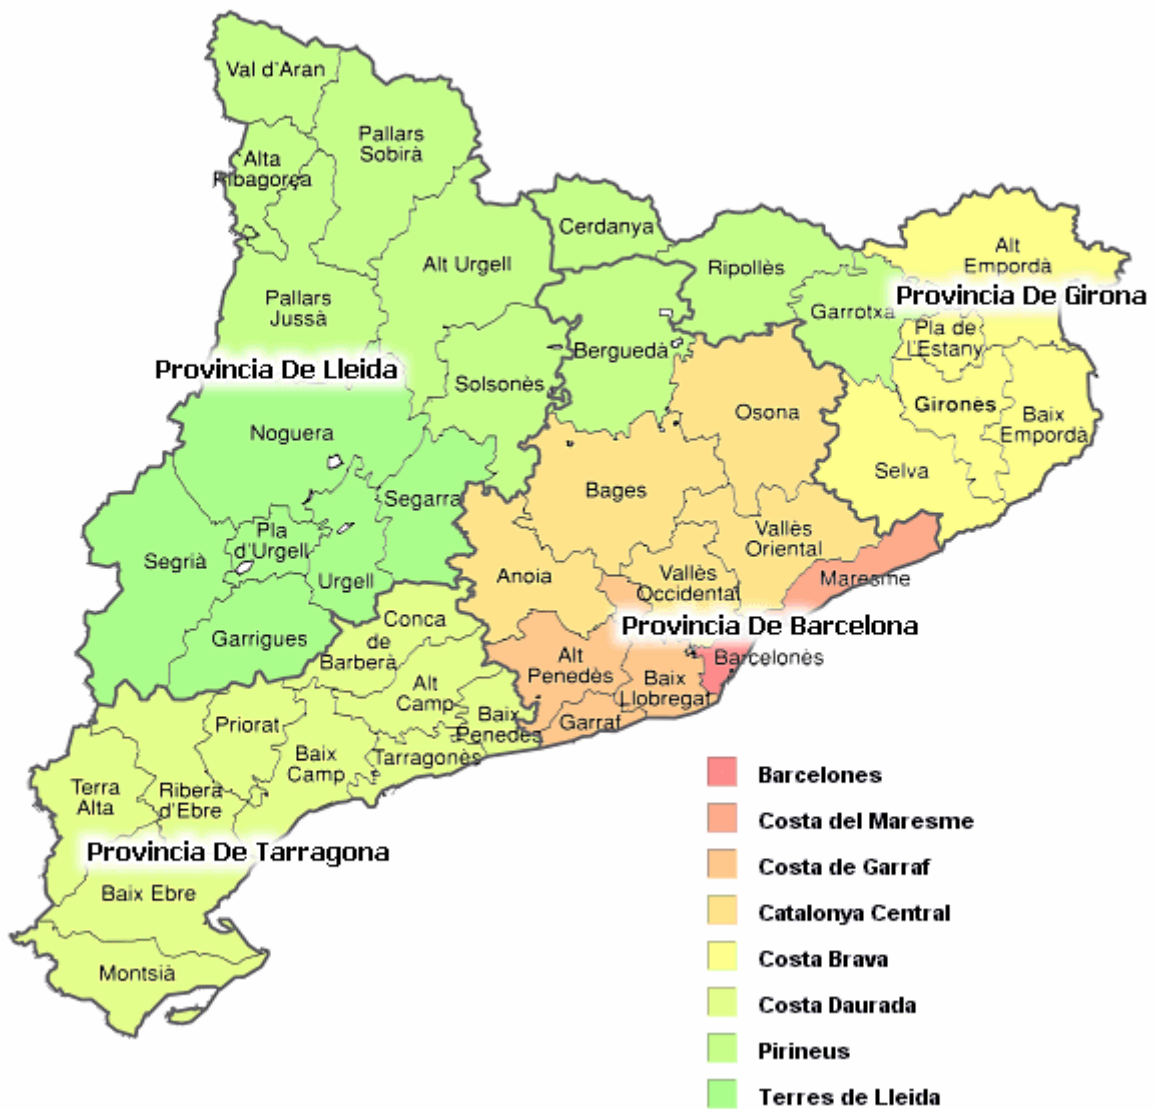 Val d'Aran
Pallars
Sobirà
Alta
Ribagorça
Cerdanya
Alt Urgell
Ripollès
Alt
Empordà
Pallars
Jussà
Garrotxa
Provincia De Girona
Pla de
l'Estany
Berguedà
Provincia De Lleida
Solsonès
Osona
Gironès
Baix
Empordà
Noguera
Selva
Bages
Segarra
Pla
d'Urgell
Vallès
Oriental
Segrià
Urgell
Anoia
Vallès
Occidental
Maresme
Garrigues
Conca
de
Barberà
Provincia De Barcelona
Alt
Penedès
Barcelonès
Baix
Llobregat
Alt
Camp
Garraf
Priorat
Baix
Penedès
Baix
Camp
Tarragonès
Terra
Alta
Ribera
d'Ebre
Provincia De Tarragona
Baix Ebre
Montsià
Barcelones
Costa del Maresme
Costa de Garraf
Catalonya Central
Costa Brava
Costa Daurada
Pirineus
Terres de Lleida